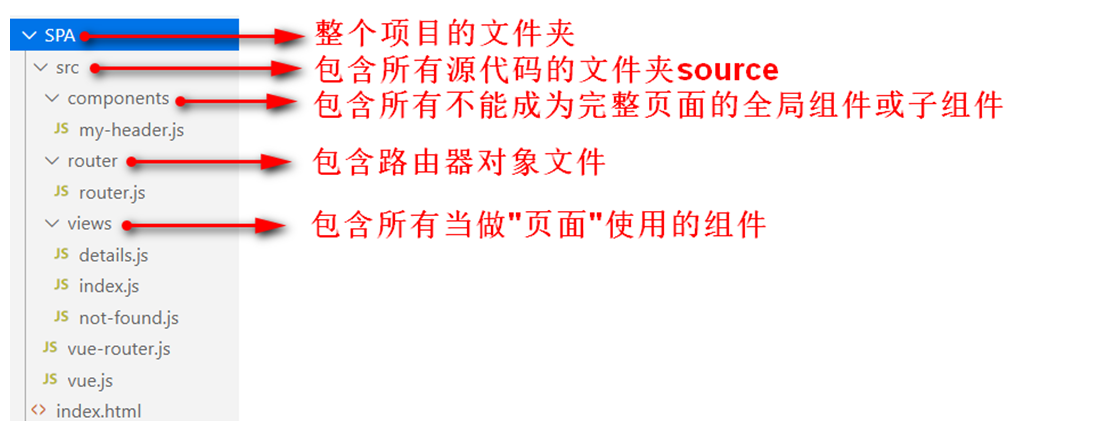 SPA 整个项目的文件夹
src 包含所有源代码的文件夹source
components 包含所有不能成为完整页面的全局组件或子组件
JS my-header.js
router 包含路由器对象文件
JS router.js
views 包含所有当做"页面"使用的组件
JS details.js
JS index.js
JS not-found.js
JS vue-router.js
JS vue.js
<> index.html